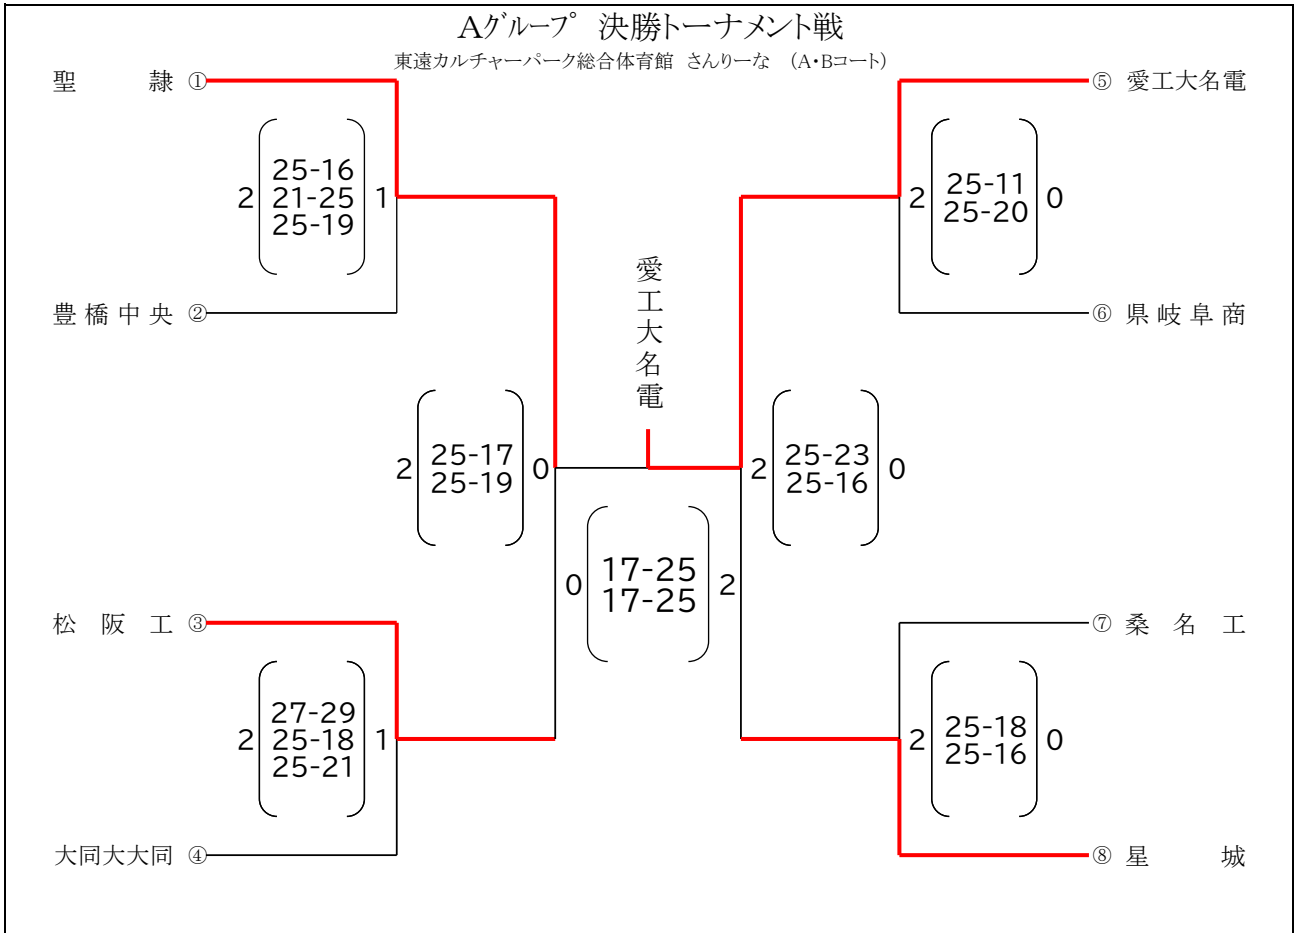 Aグループ 決勝トーナメント戦
東遠カルチャーパーク総合体育館 さんりーな (A・Bコート)
聖隷 ①
2 25-16 21-25 25-19 1
豊橋中央 ②
2 25-17 25-19 0
松阪工 ③
2 27-29 25-18 25-21 1
大同大大同 ④
愛工大名電
0 17-25 17-25 2
⑤ 愛工大名電
2 25-11 25-20 0
⑥ 県岐阜商
2 25-23 25-16 0
⑦ 桑名工
2 25-18 25-16 0
⑧ 星城